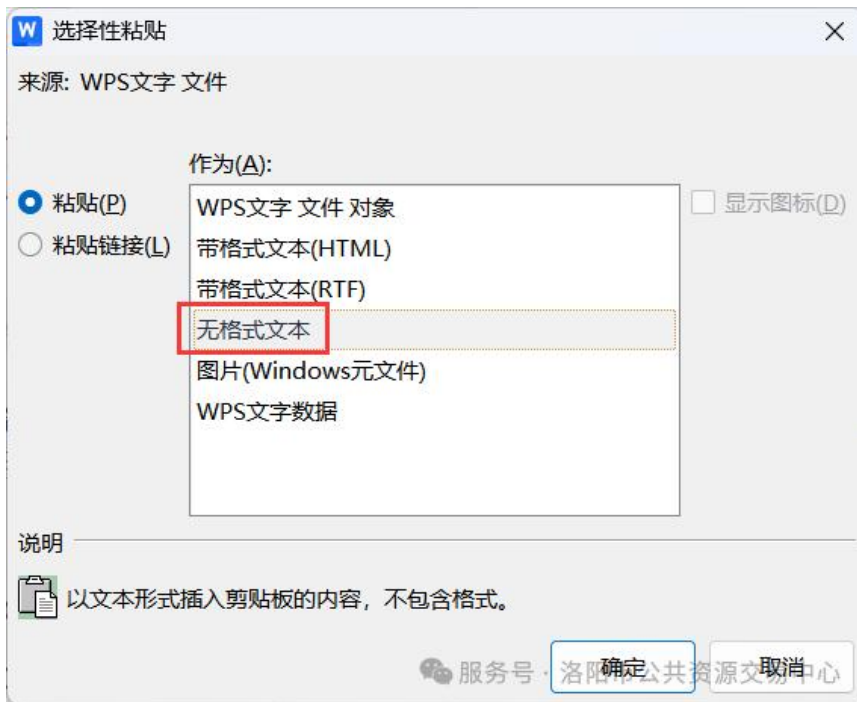 W 选择性粘贴
来源: WPS文字 文件
作为(A):
粘贴(P)
粘贴链接(L)
WPS文字 文件 对象
带格式文本(HTML)
带格式文本(RTF)
无格式文本
图片(Windows元文件)
WPS文字数据
显示图标(D)
说明
以文本形式插入剪贴板的内容，不包含格式。
确定
取消
服务号 · 洛阳市公共资源交易中心